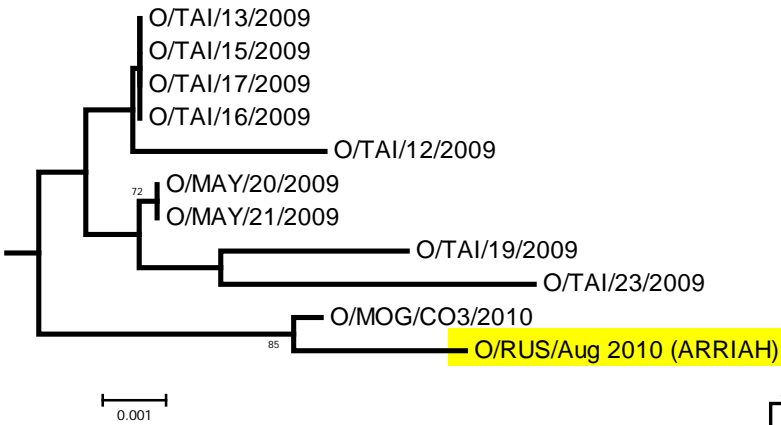 O/TAI/13/2009
O/TAI/15/2009
O/TAI/17/2009
O/TAI/16/2009
O/TAI/12/2009
72
O/MAY/20/2009
O/MAY/21/2009
O/TAI/19/2009
O/TAI/23/2009
O/MOG/CO3/2010
85
O/RUS/Aug 2010 (ARRIAH)
0.001